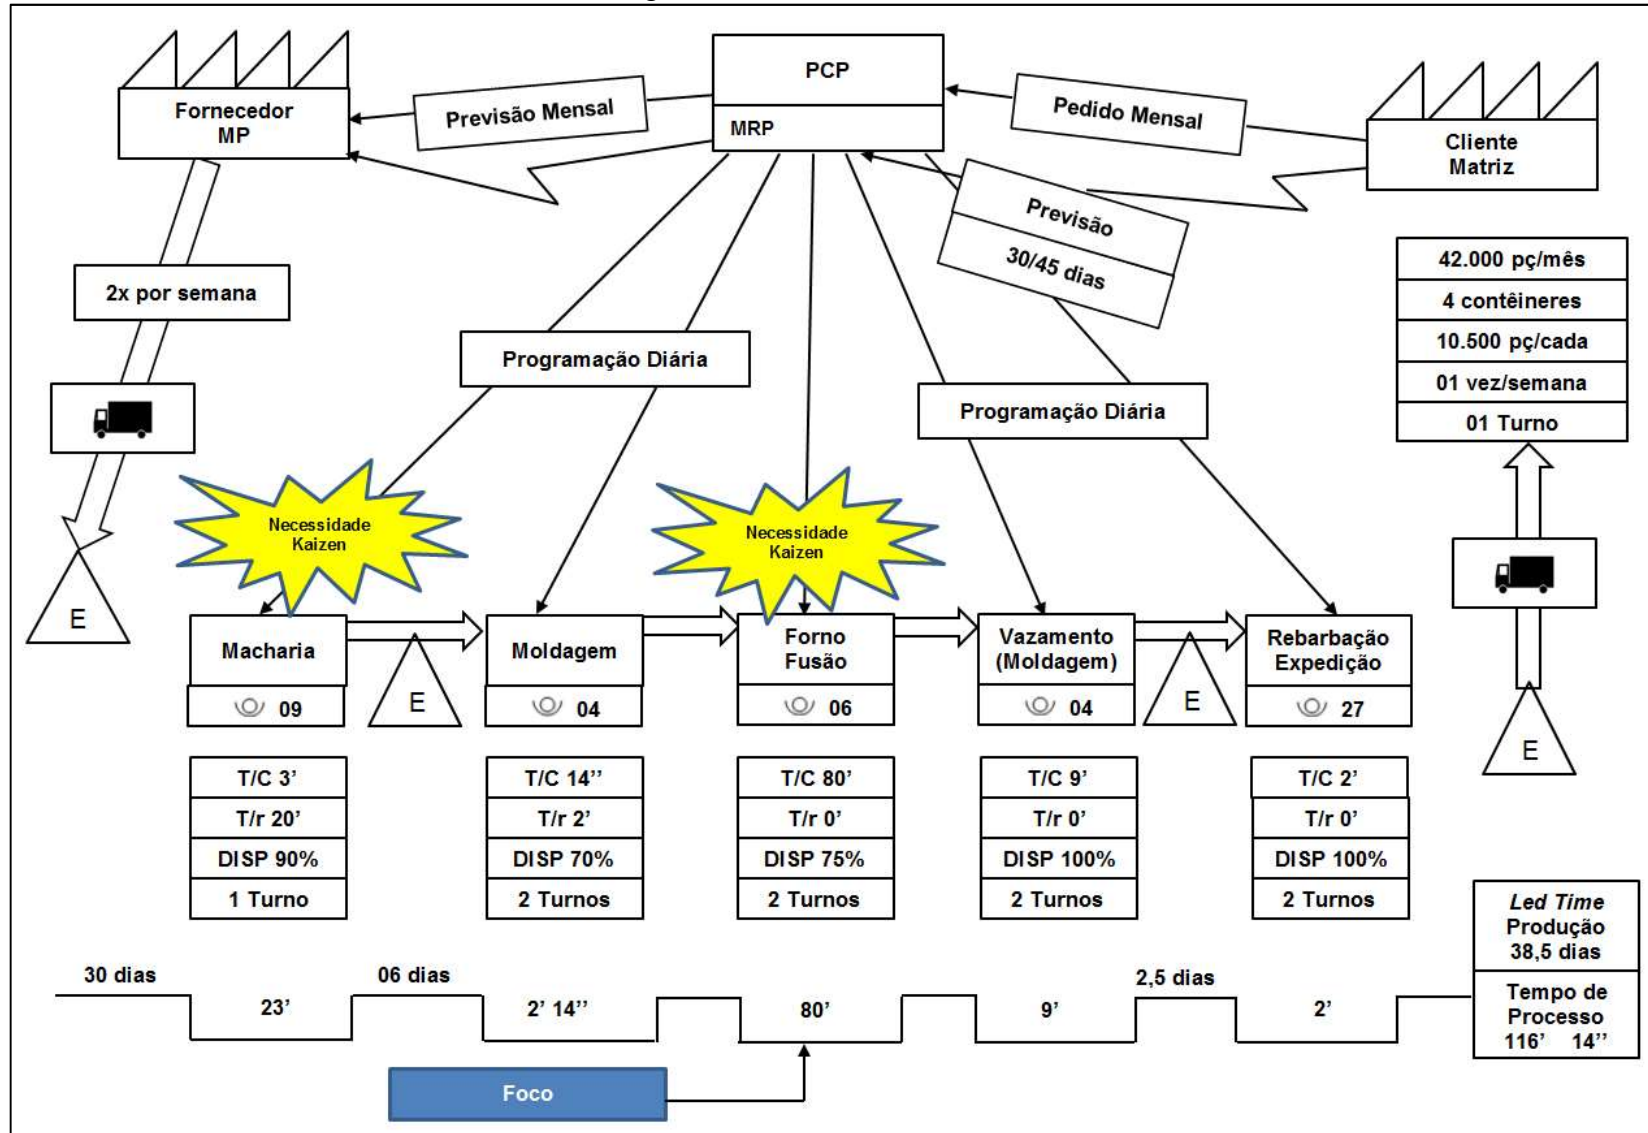 PCP
MRP
Fornecedor
MP
Previsão Mensal
Pedido Mensal
Cliente
Matriz
Previsão
30/45 dias
2x por semana
42.000 pç/mês
4 contêineres
10.500 pç/cada
01 vez/semana
01 Turno
Programação Diária
Programação Diária
Necessidade
Kaizen
Necessidade
Kaizen
E
Macharia
09
E
Moldagem
04
Forno
Fusão
06
Vazamento
(Moldagem)
04
E
Rebarbação
Expedição
27
E
T/C 3’
T/r 20’
DISP 90%
1 Turno
T/C 14’’
T/r 2’
DISP 70%
2 Turnos
T/C 80’
T/r 0’
DISP 75%
2 Turnos
T/C 9’
T/r 0’
DISP 100%
2 Turnos
T/C 2’
T/r 0’
DISP 100%
2 Turnos
30 dias
23’
06 dias
2’ 14’’
80’
9’
2,5 dias
2’
Led Time
Produção
38,5 dias
Tempo de
Processo
116’ 14’’
Foco